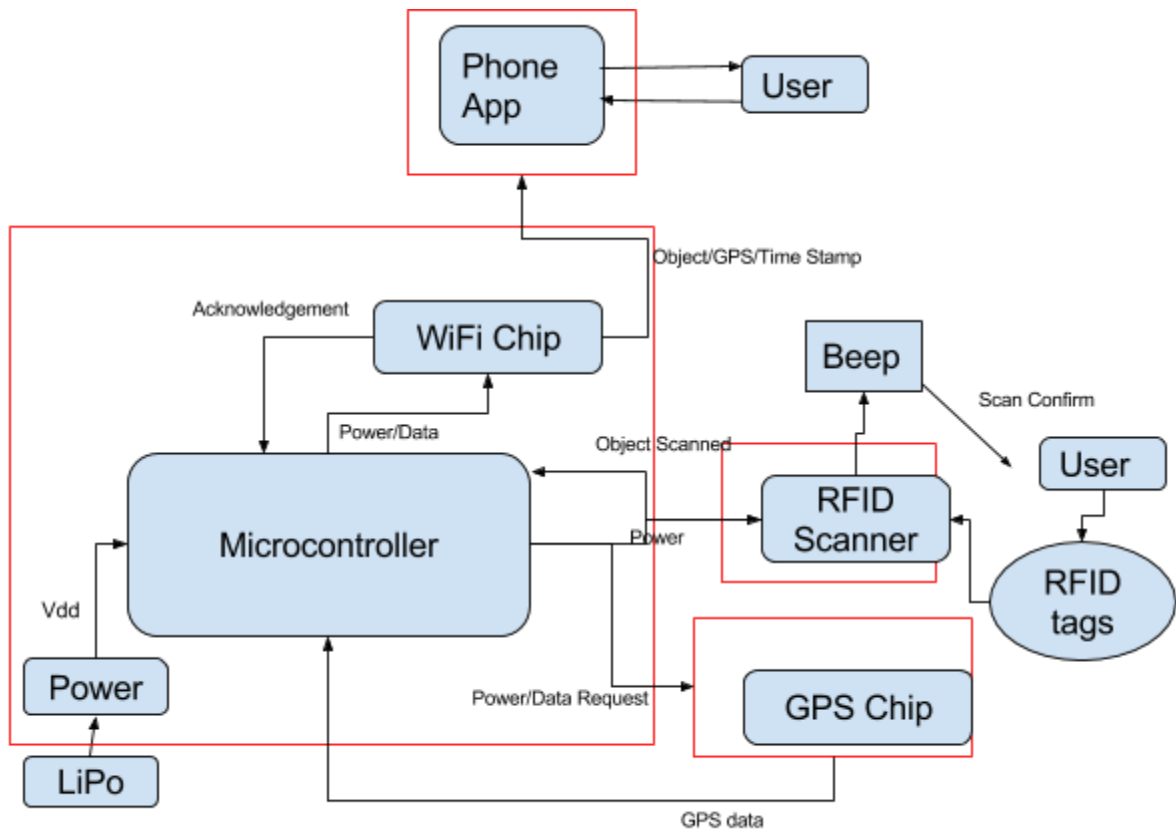 Phone
App
User
Object/GPS/Time Stamp
Acknowledgement
WiFi Chip
Beep
Scan Confirm
Power/Data
Object Scanned
User
RFID
Scanner
Microcontroller
Power
RFID
tags
Vdd
Power
Power/Data Request
GPS Chip
LiPo
GPS data